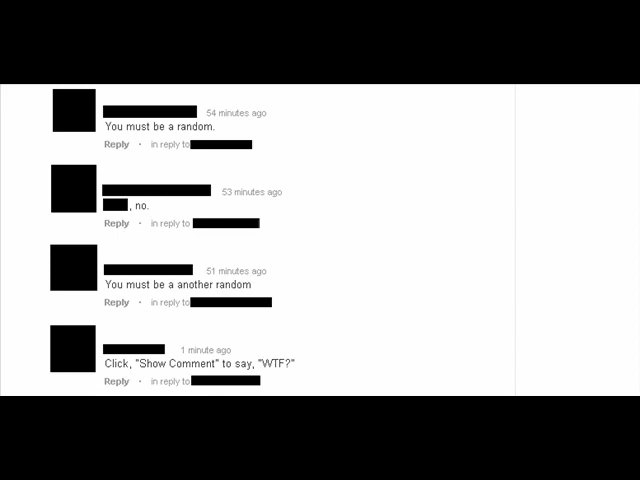 54 minutes ago
You must be a random.
Reply • in reply to
53 minutes ago
, no.
Reply • in reply to
51 minutes ago
You must be a another random
Reply • in reply to
1 minute ago
Click, "Show Comment" to say, "WTF?"
Reply • in reply to